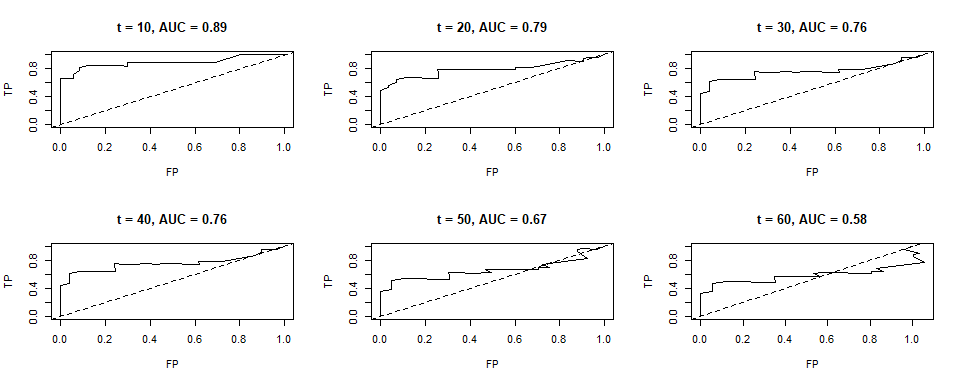 t = 10, AUC = 0.89
TP
0.0 0.4 0.8
0.0 0.2 0.4 0.6 0.8 1.0
FP
t = 20, AUC = 0.79
TP
0.0 0.4 0.8
0.0 0.2 0.4 0.6 0.8 1.0
FP
t = 30, AUC = 0.76
TP
0.0 0.4 0.8
0.0 0.2 0.4 0.6 0.8 1.0
FP
t = 40, AUC = 0.76
TP
0.0 0.4 0.8
0.0 0.2 0.4 0.6 0.8 1.0
FP
t = 50, AUC = 0.67
TP
0.0 0.4 0.8
0.0 0.2 0.4 0.6 0.8 1.0
FP
t = 60, AUC = 0.58
TP
0.0 0.4 0.8
0.0 0.2 0.4 0.6 0.8 1.0
FP